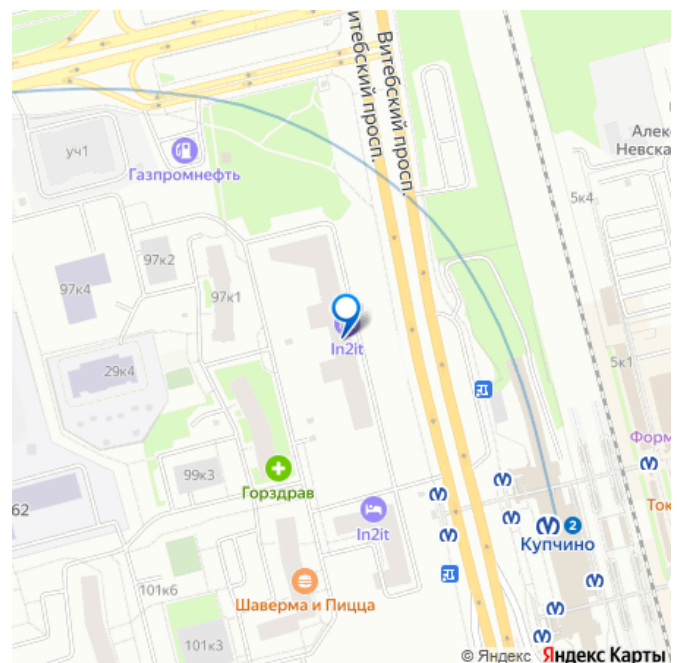 Витебский просп.
Витебский просп.
уч1
Газпромнефть
Алек
Невска
5к4
97к2
97к4
97к1
In2it
29к4
5к1
99к3
Горздрав
Форм
62
In2it
2
Купчино
Ток
101к6
Шаверма и Пицца
101к3
© Яндекс Яндекс Карты